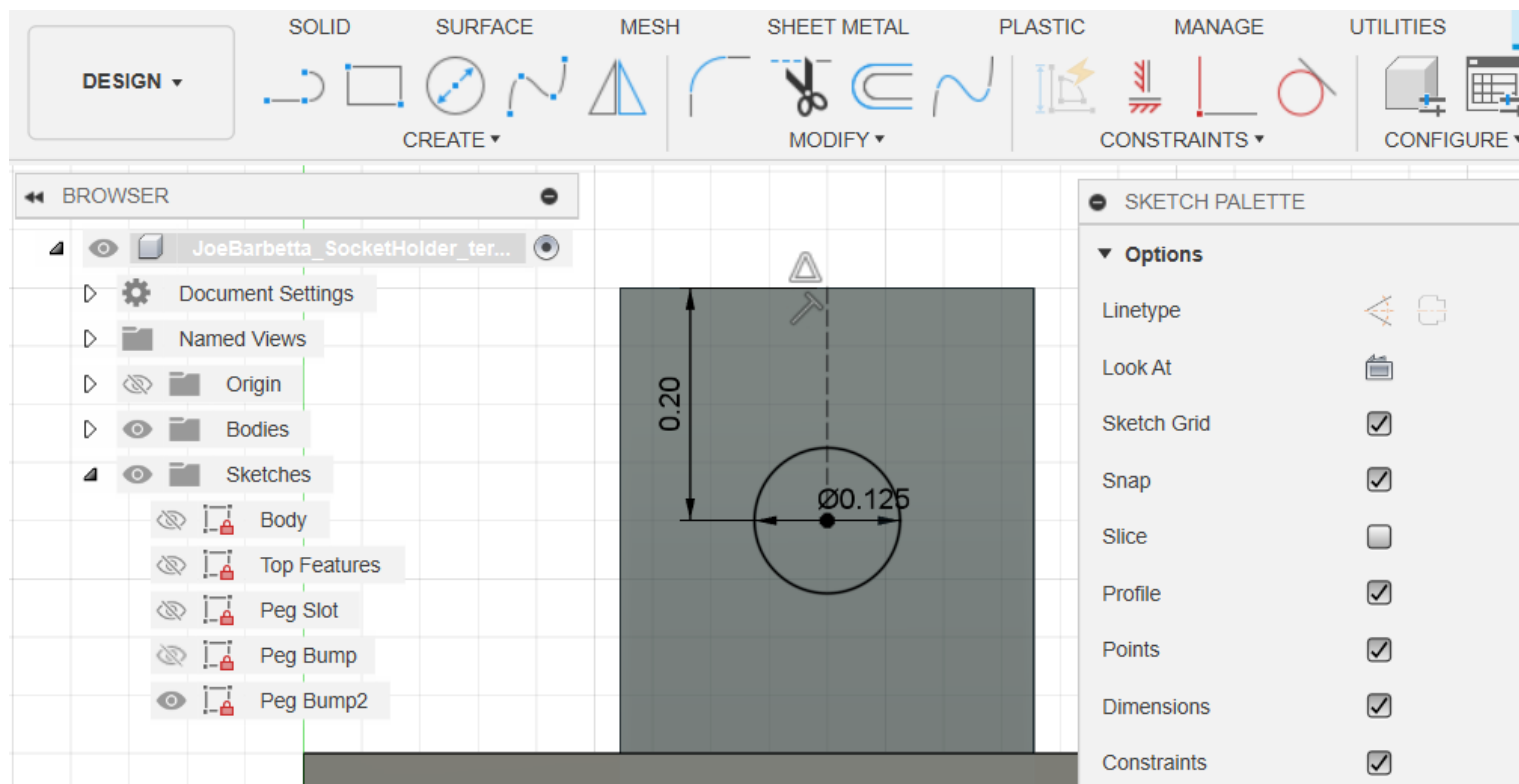 SOLID SURFACE MESH SHEET METAL PLASTIC MANAGE UTILITIES
DESIGN
CREATE MODIFY CONSTRAINTS CONFIGURE
BROWSER
JoeBarbetta_SocketHolder_ter...
Document Settings
Named Views
Origin
Bodies
Sketches
Body
Top Features
Peg Slot
Peg Bump
Peg Bump2
0.20
Ø0.125
SKETCH PALETTE
Options
Linetype
Look At
Sketch Grid
Snap
Slice
Profile
Points
Dimensions
Constraints